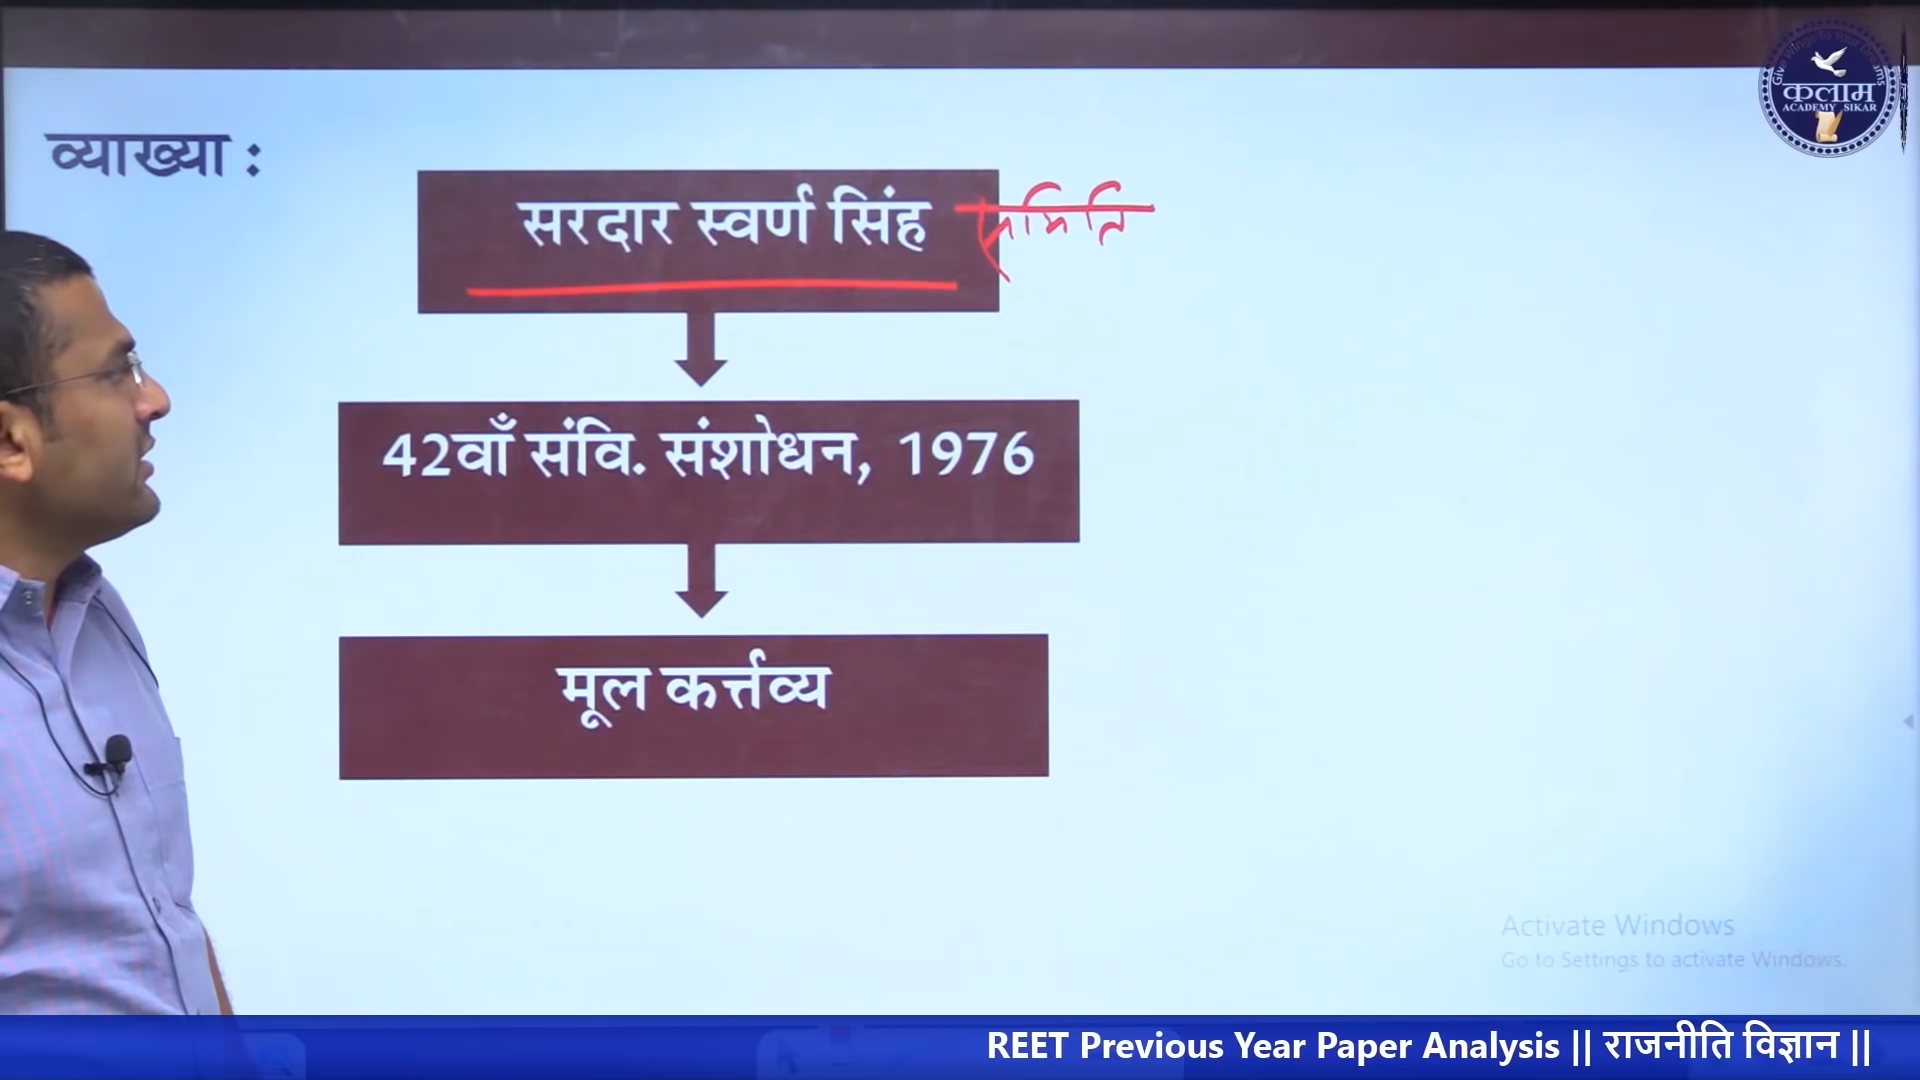 व्याख्या :
सरदार स्वर्ण सिंह समिति
42वाँ संवि. संशोधन, 1976
मूल कर्त्तव्य
कलाम
ACADEMY SIKAR
Activate Windows
Go to Settings to activate Windows.
REET Previous Year Paper Analysis || राजनीति विज्ञान ||